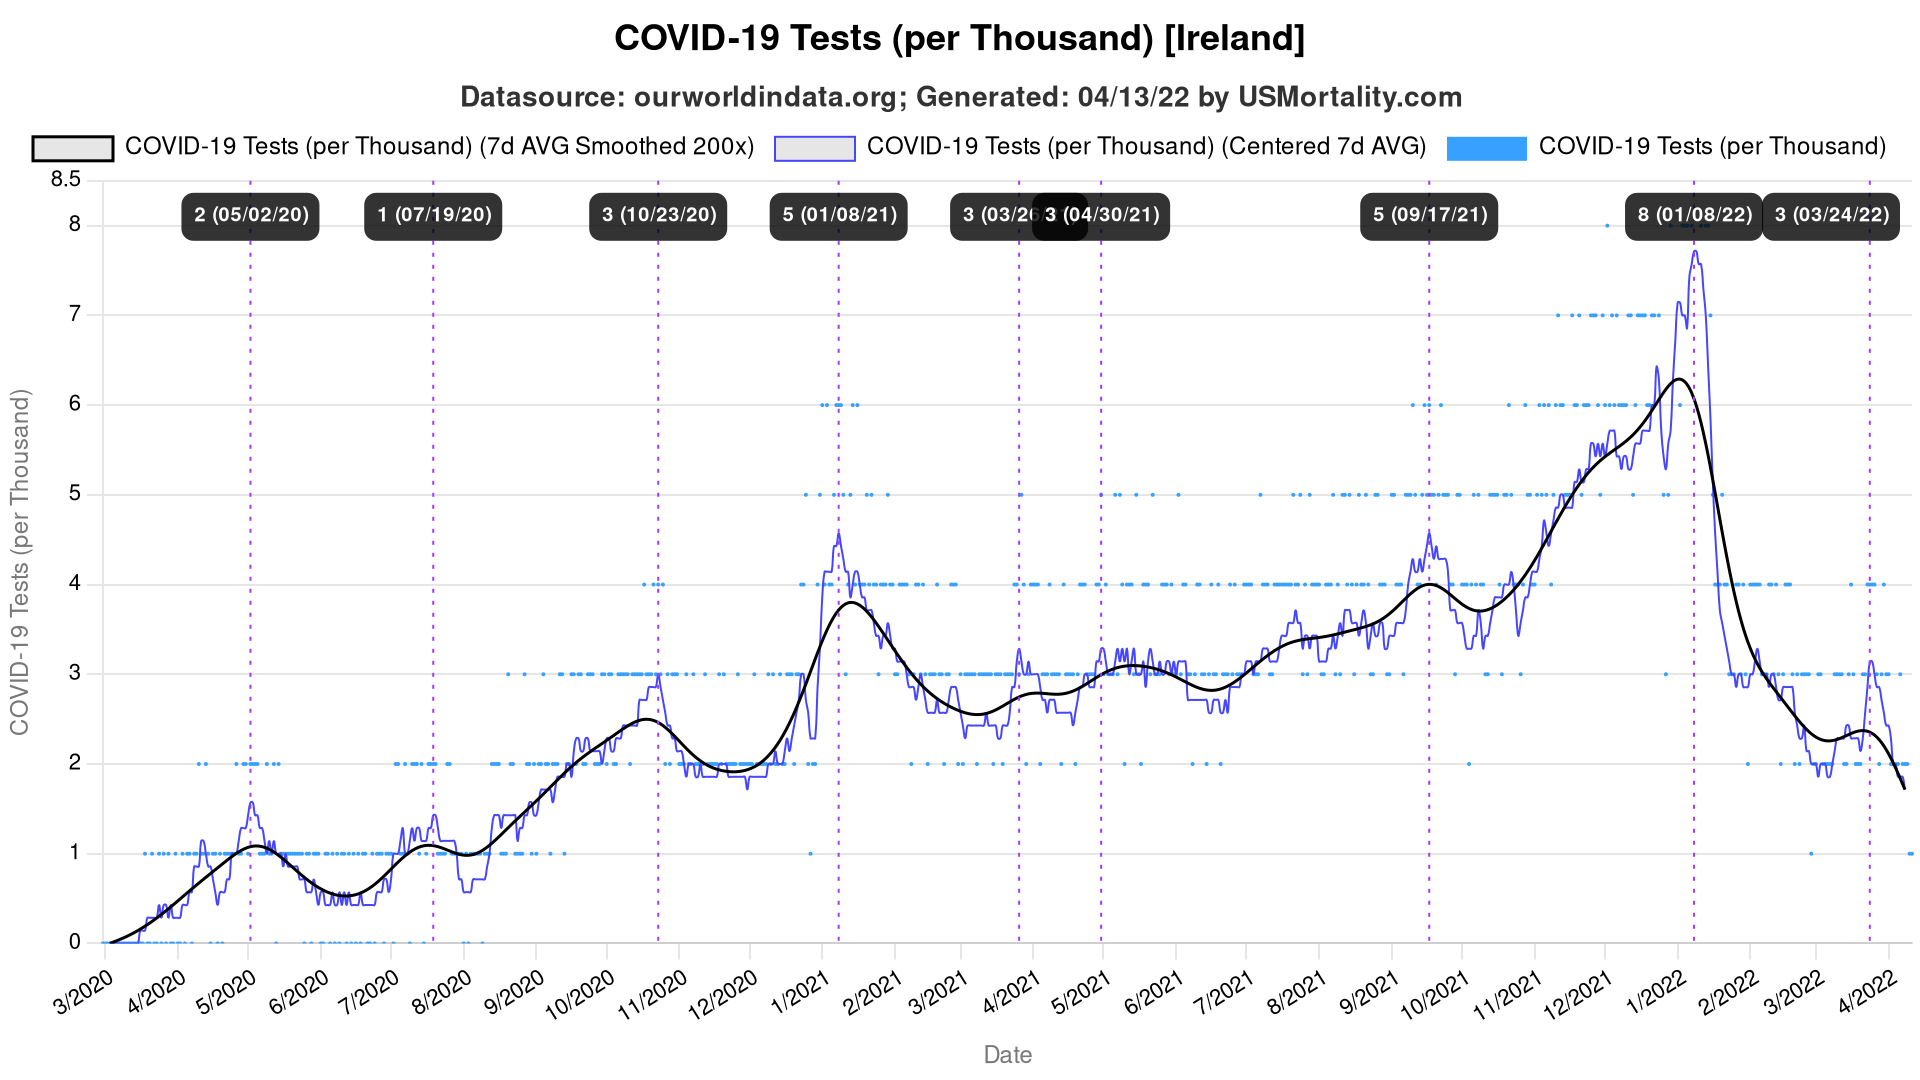 COVID-19 Tests (per Thousand) [Ireland]
Datasource: ourworldindata.org; Generated: 04/13/22 by USMortality.com
COVID-19 Tests (per Thousand) (7d AVG Smoothed 200x) COVID-19 Tests (per Thousand) (Centered 7d AVG) COVID-19 Tests (per Thousand)
2 (05/02/20) 1 (07/19/20) 3 (10/23/20) 5 (01/08/21) 3 (03/26 3 (04/30/21) 5 (09/17/21) 8 (01/08/22) 3 (03/24/22)
8.5
8
7
6
5
4
3
2
1
0
COVID-19 Tests (per Thousand)
3/2020 4/2020 5/2020 6/2020 7/2020 8/2020 9/2020 10/2020 11/2020 12/2020 1/2021 2/2021 3/2021 4/2021 5/2021 6/2021 7/2021 8/2021 9/2021 10/2021 11/2021 12/2021 1/2022 2/2022 3/2022 4/2022
Date